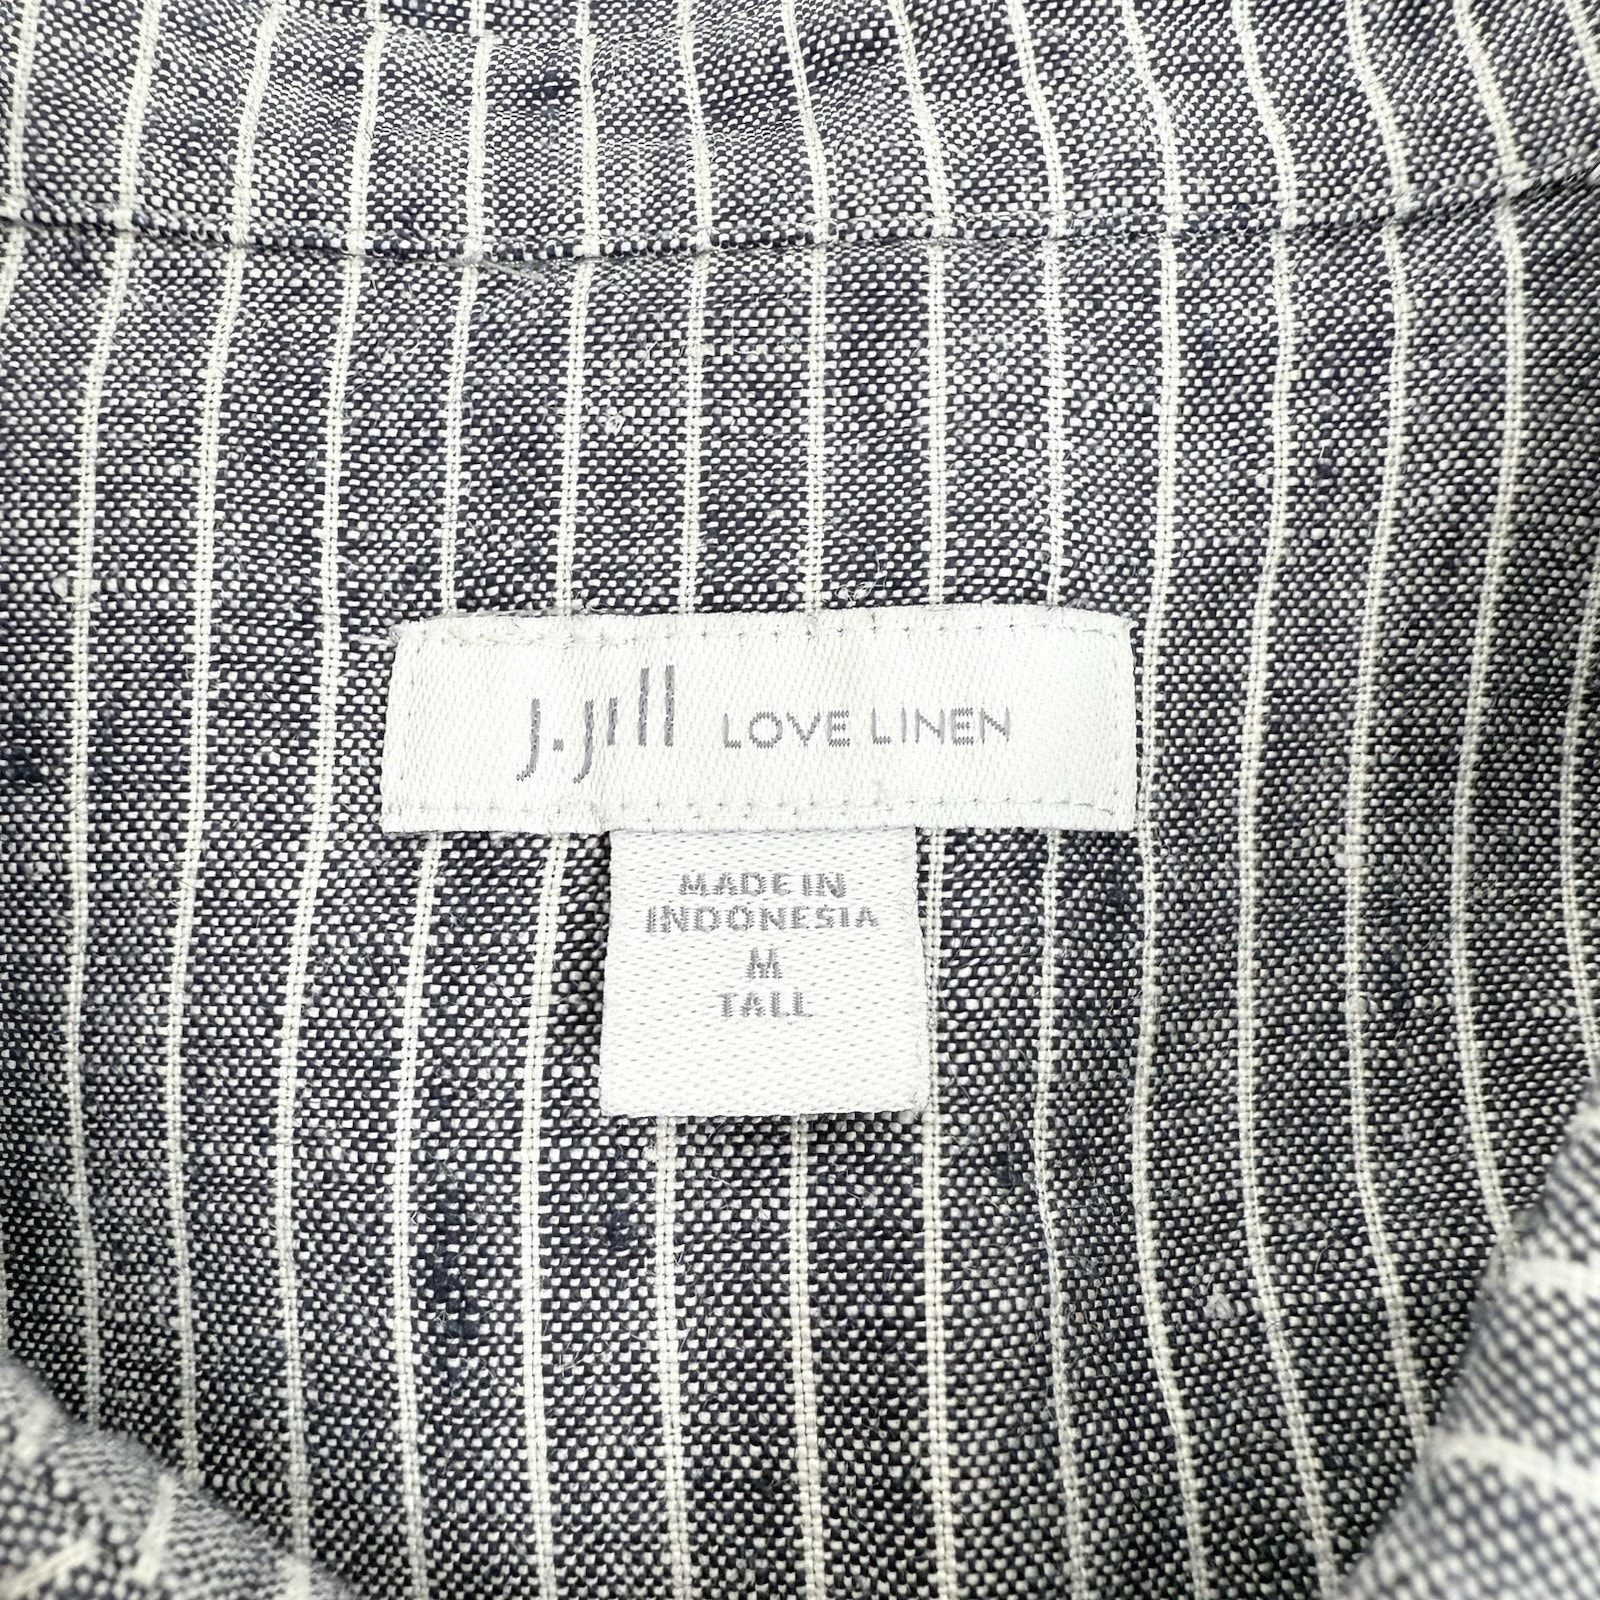 J.Jill LOVE LINEN
MADE IN
INDONESIA
M
TALL